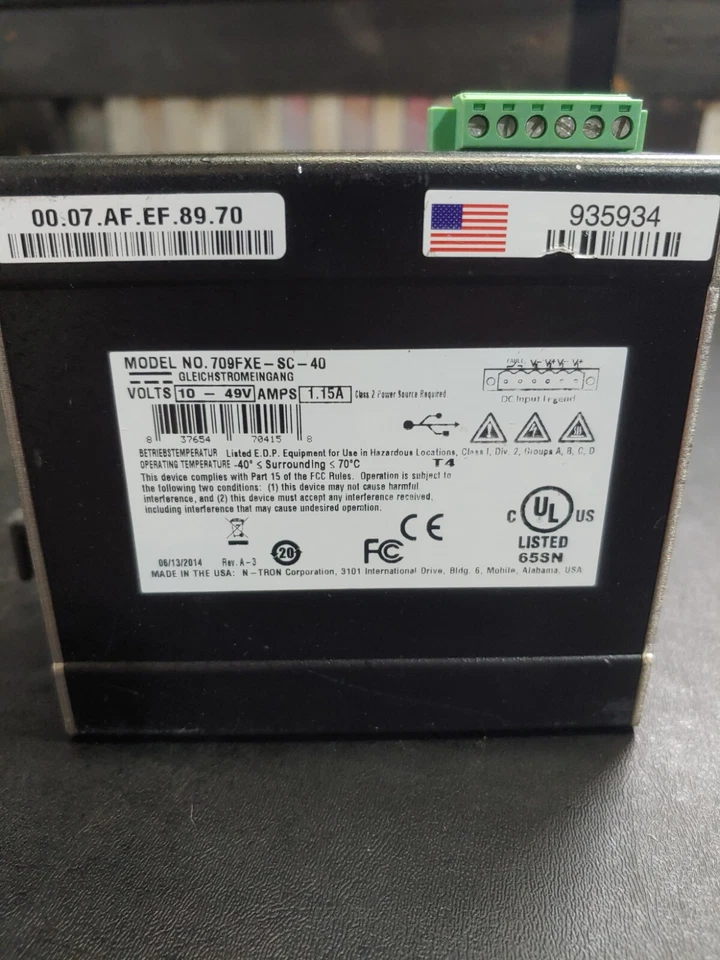 00.07.AF.EF.89.70
935934
MODEL NO. 709FXE-SC-40
GLEICHSTROMEINGANG
VOLTS 10 - 49V AMPS 1.15A Class 2 Power Source Required
FAULT V- V+ V- V+
DC Input Legend
8 37654 70415 8
BETRIEBSTEMPERATUR Listed E.D.P. Equipment for Use in Hazardous Locations, Class I, Div. 2, Groups A, B, C, D
OPERATING TEMPERATURE -40° ≤ Surrounding ≤ 70°C T4
This device complies with Part 15 of the FCC Rules. Operation is subject to
the following two conditions: (1) this device may not cause harmful
interference, and (2) this device must accept any interference received,
including interference that may cause undesired operation.
C UL US
LISTED
65SN
20
FC CE
06/13/2014 Rev. A-3
MADE IN THE USA: N-TRON Corporation, 3101 International Drive, Bldg. 6, Mobile, Alabama, USA